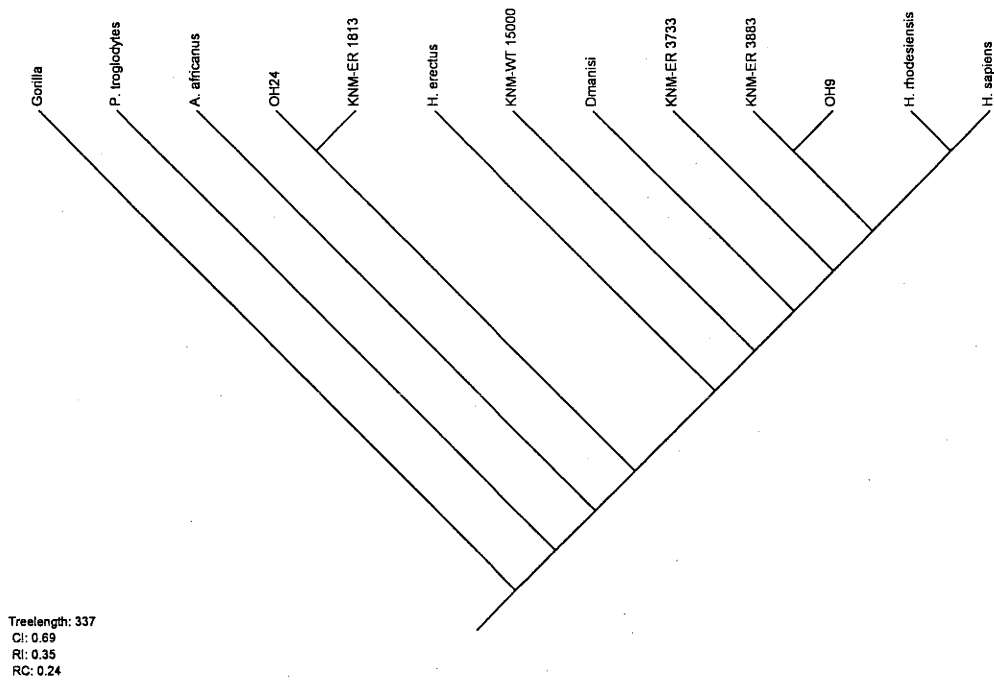 Gorilla
P. troglodytes
A. africanus
OH24
KNM-ER 1813
H. erectus
KNM-WT 15000
Dmanisi
KNM-ER 3733
KNM-ER 3883
OH9
H. rhodesiensis
H. sapiens
Treelength: 337
CI: 0.69
RI: 0.35
RC: 0.24